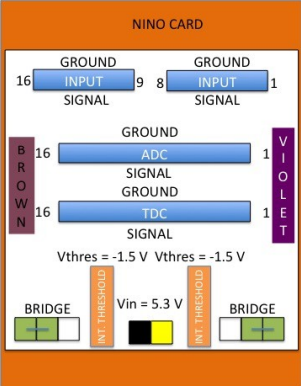 NINO CARD
GROUND GROUND
16 INPUT 9 8 INPUT 1
SIGNAL SIGNAL
GROUND
16 ADC 1
SIGNAL
GROUND
16 TDC 1
SIGNAL
BROWN
VIOLET
Vthres = -1.5 V Vthres = -1.5 V
INT. THRESHOLD
Vin = 5.3 V
INT. THRESHOLD
BRIDGE BRIDGE